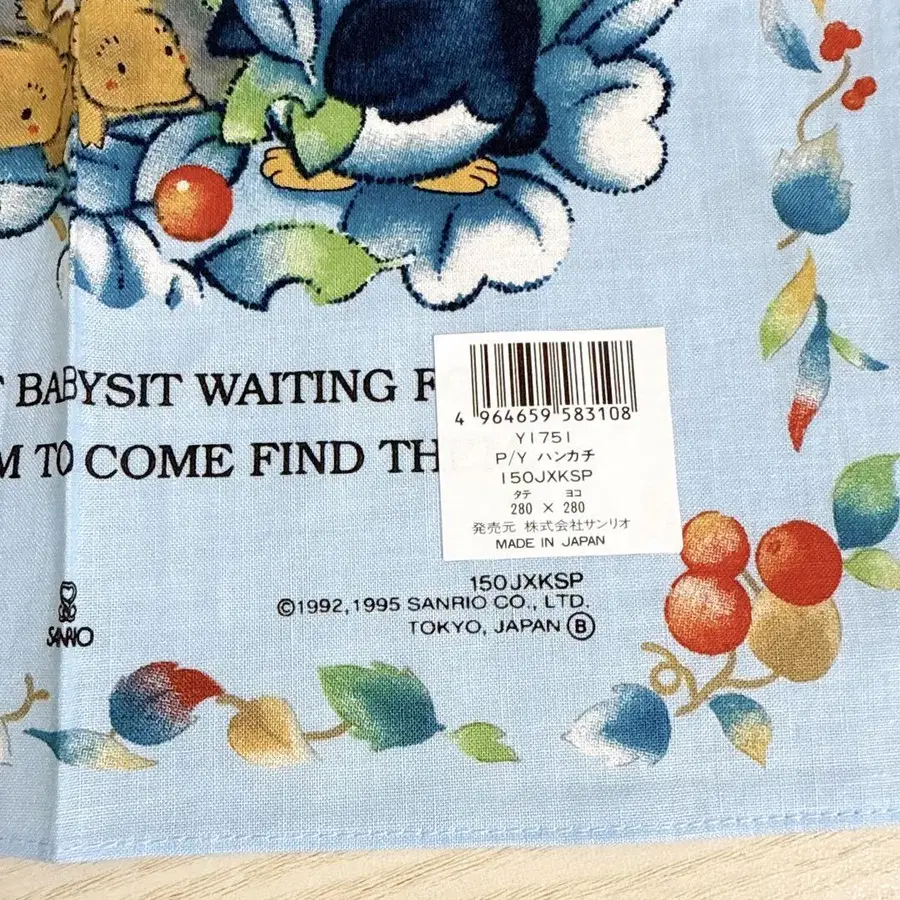 BABYSIT WAITING F
M TO COME FIND TH
4 964659 583108
Y1751
P/Y ハンカチ
150JXKSP
タテ ヨコ
280 × 280
発売元 株式会社サンリオ
MADE IN JAPAN
150JXKSP
©1992,1995 SANRIO CO., LTD.
TOKYO, JAPAN Ⓑ
SANRIO